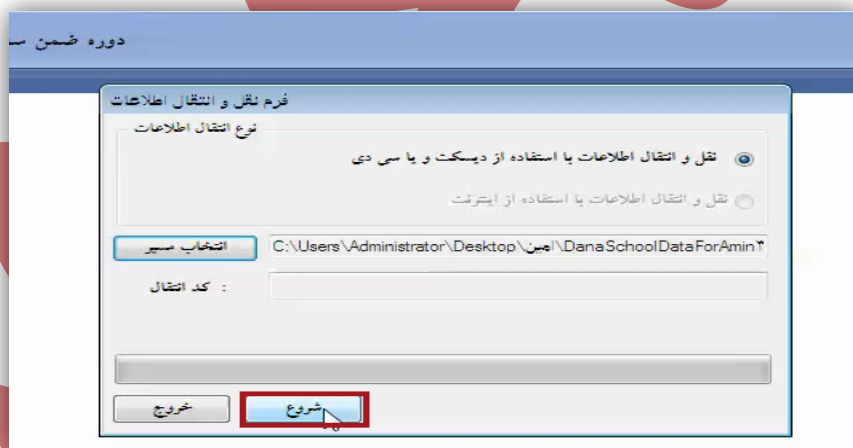 دوره ضمن
فرم نقل و انتقال اطلاعات
نوع انتقال اطلاعات
نقل و انتقال اطلاعات با استفاده از دیسکت و یا سی دی
نقل و انتقال اطلاعات با استفاده از اینترنت
انتخاب مسیر
C:\Users\Administrator\Desktop\امین\DanaSchoolDataForAmin۳
کد انتقال :
شروع
خروج